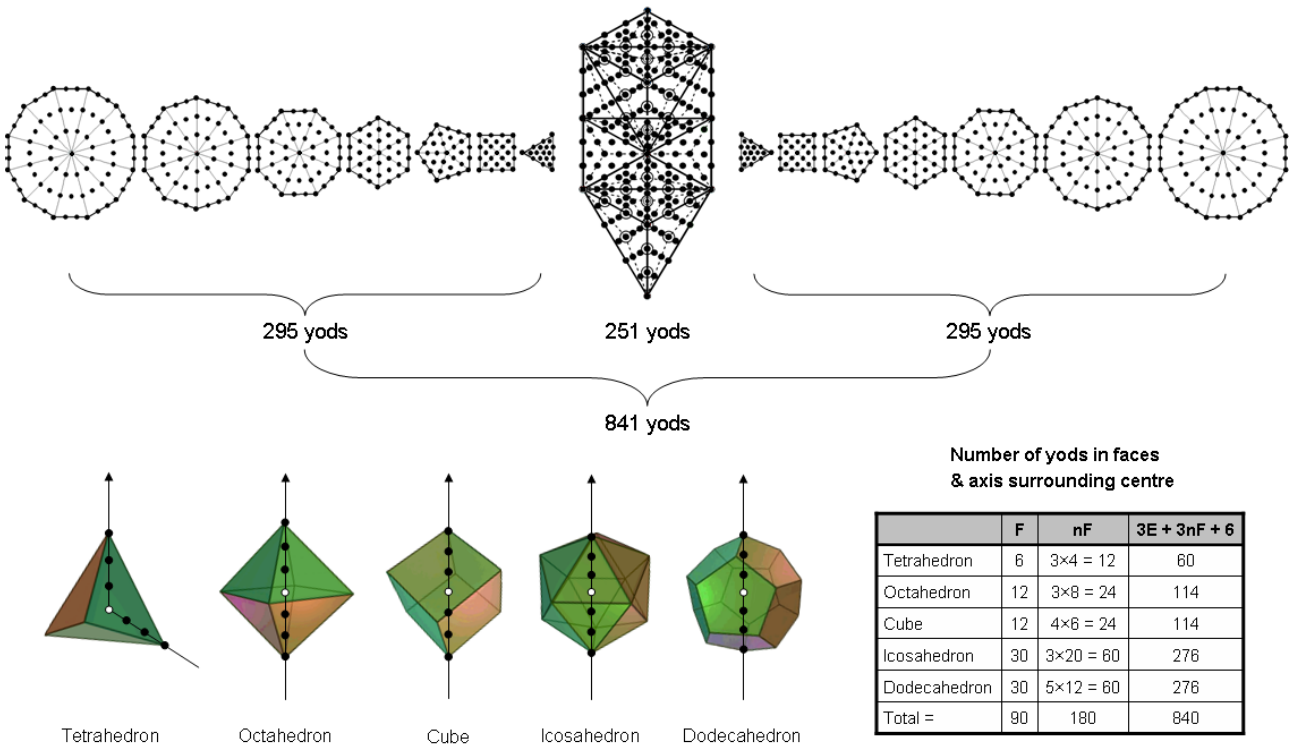 295 yods 251 yods 295 yods
841 yods
Number of yods in faces
& axis surrounding centre
F nF 3E + 3nF + 6
Tetrahedron 6 3×4 = 12 60
Octahedron 12 3×8 = 24 114
Cube 12 4×6 = 24 114
Icosahedron 30 3×20 = 60 276
Dodecahedron 30 5×12 = 60 276
Total = 90 180 840
Tetrahedron Octahedron Cube Icosahedron Dodecahedron